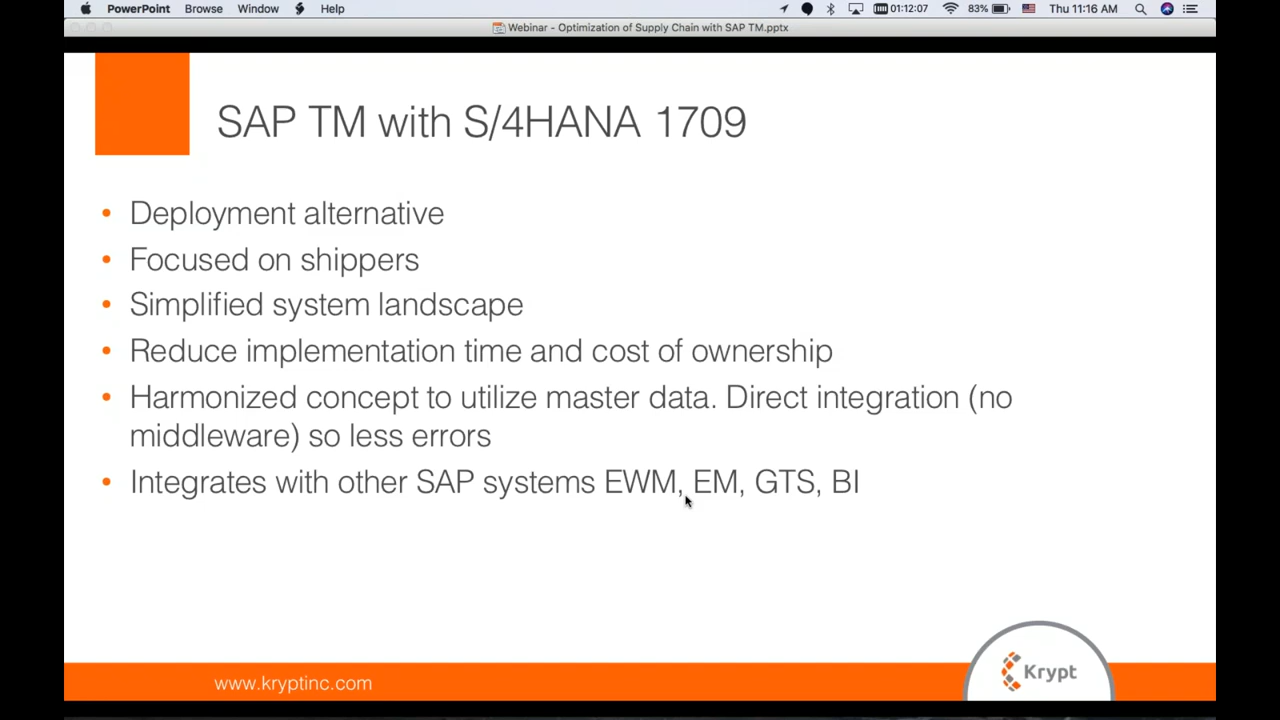 PowerPoint Browse Window Help 01:12:07 83% Thu 11:16 AM
Webinar - Optimization of Supply Chain with SAP TM.pptx
SAP TM with S/4HANA 1709
• Deployment alternative
• Focused on shippers
• Simplified system landscape
• Reduce implementation time and cost of ownership
• Harmonized concept to utilize master data. Direct integration (no
middleware) so less errors
• Integrates with other SAP systems EWM, EM, GTS, BI
www.kryptinc.com
Krypt